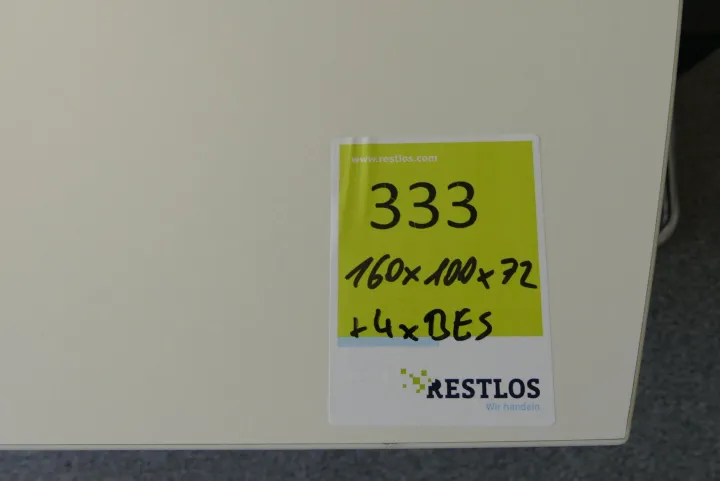 www.restlos.com
333
160x100x72
+4xBES
RESTLOS
Wir handeln